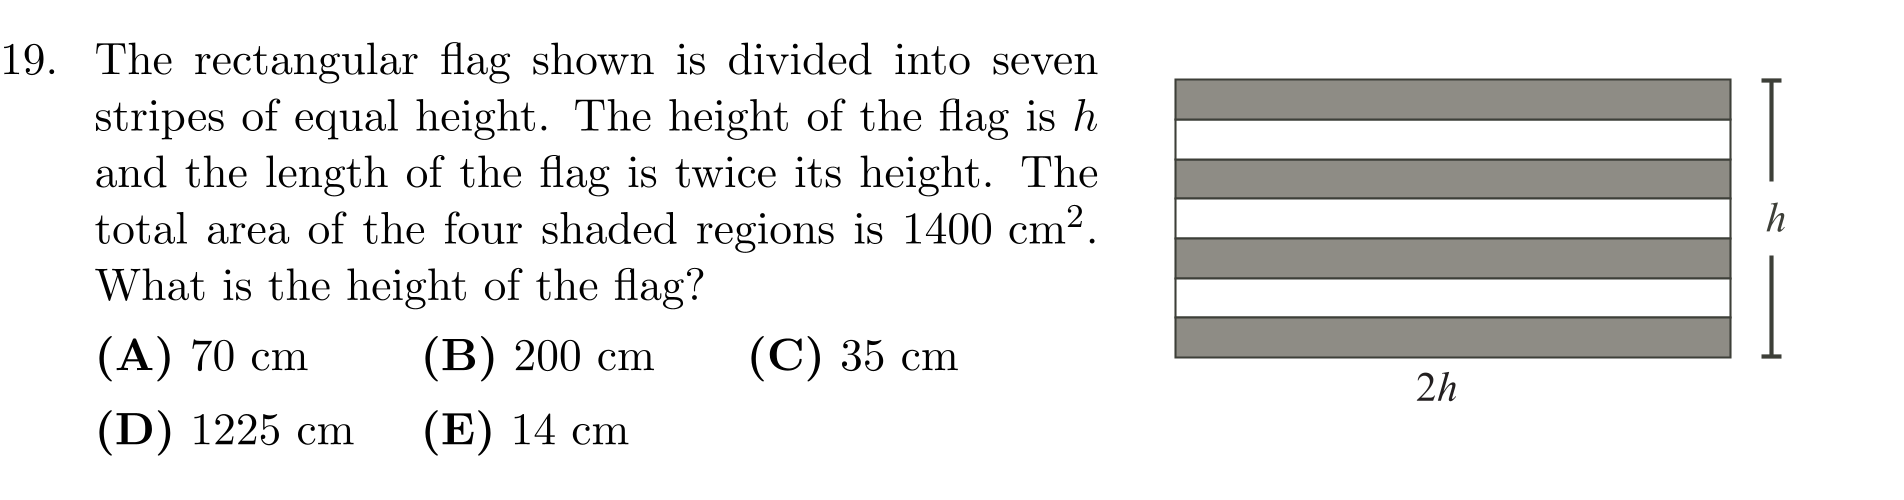 19. The rectangular flag shown is divided into seven
stripes of equal height. The height of the flag is h
and the length of the flag is twice its height. The
total area of the four shaded regions is 1400 cm².
What is the height of the flag?
(A) 70 cm (B) 200 cm (C) 35 cm
(D) 1225 cm (E) 14 cm
h
2h